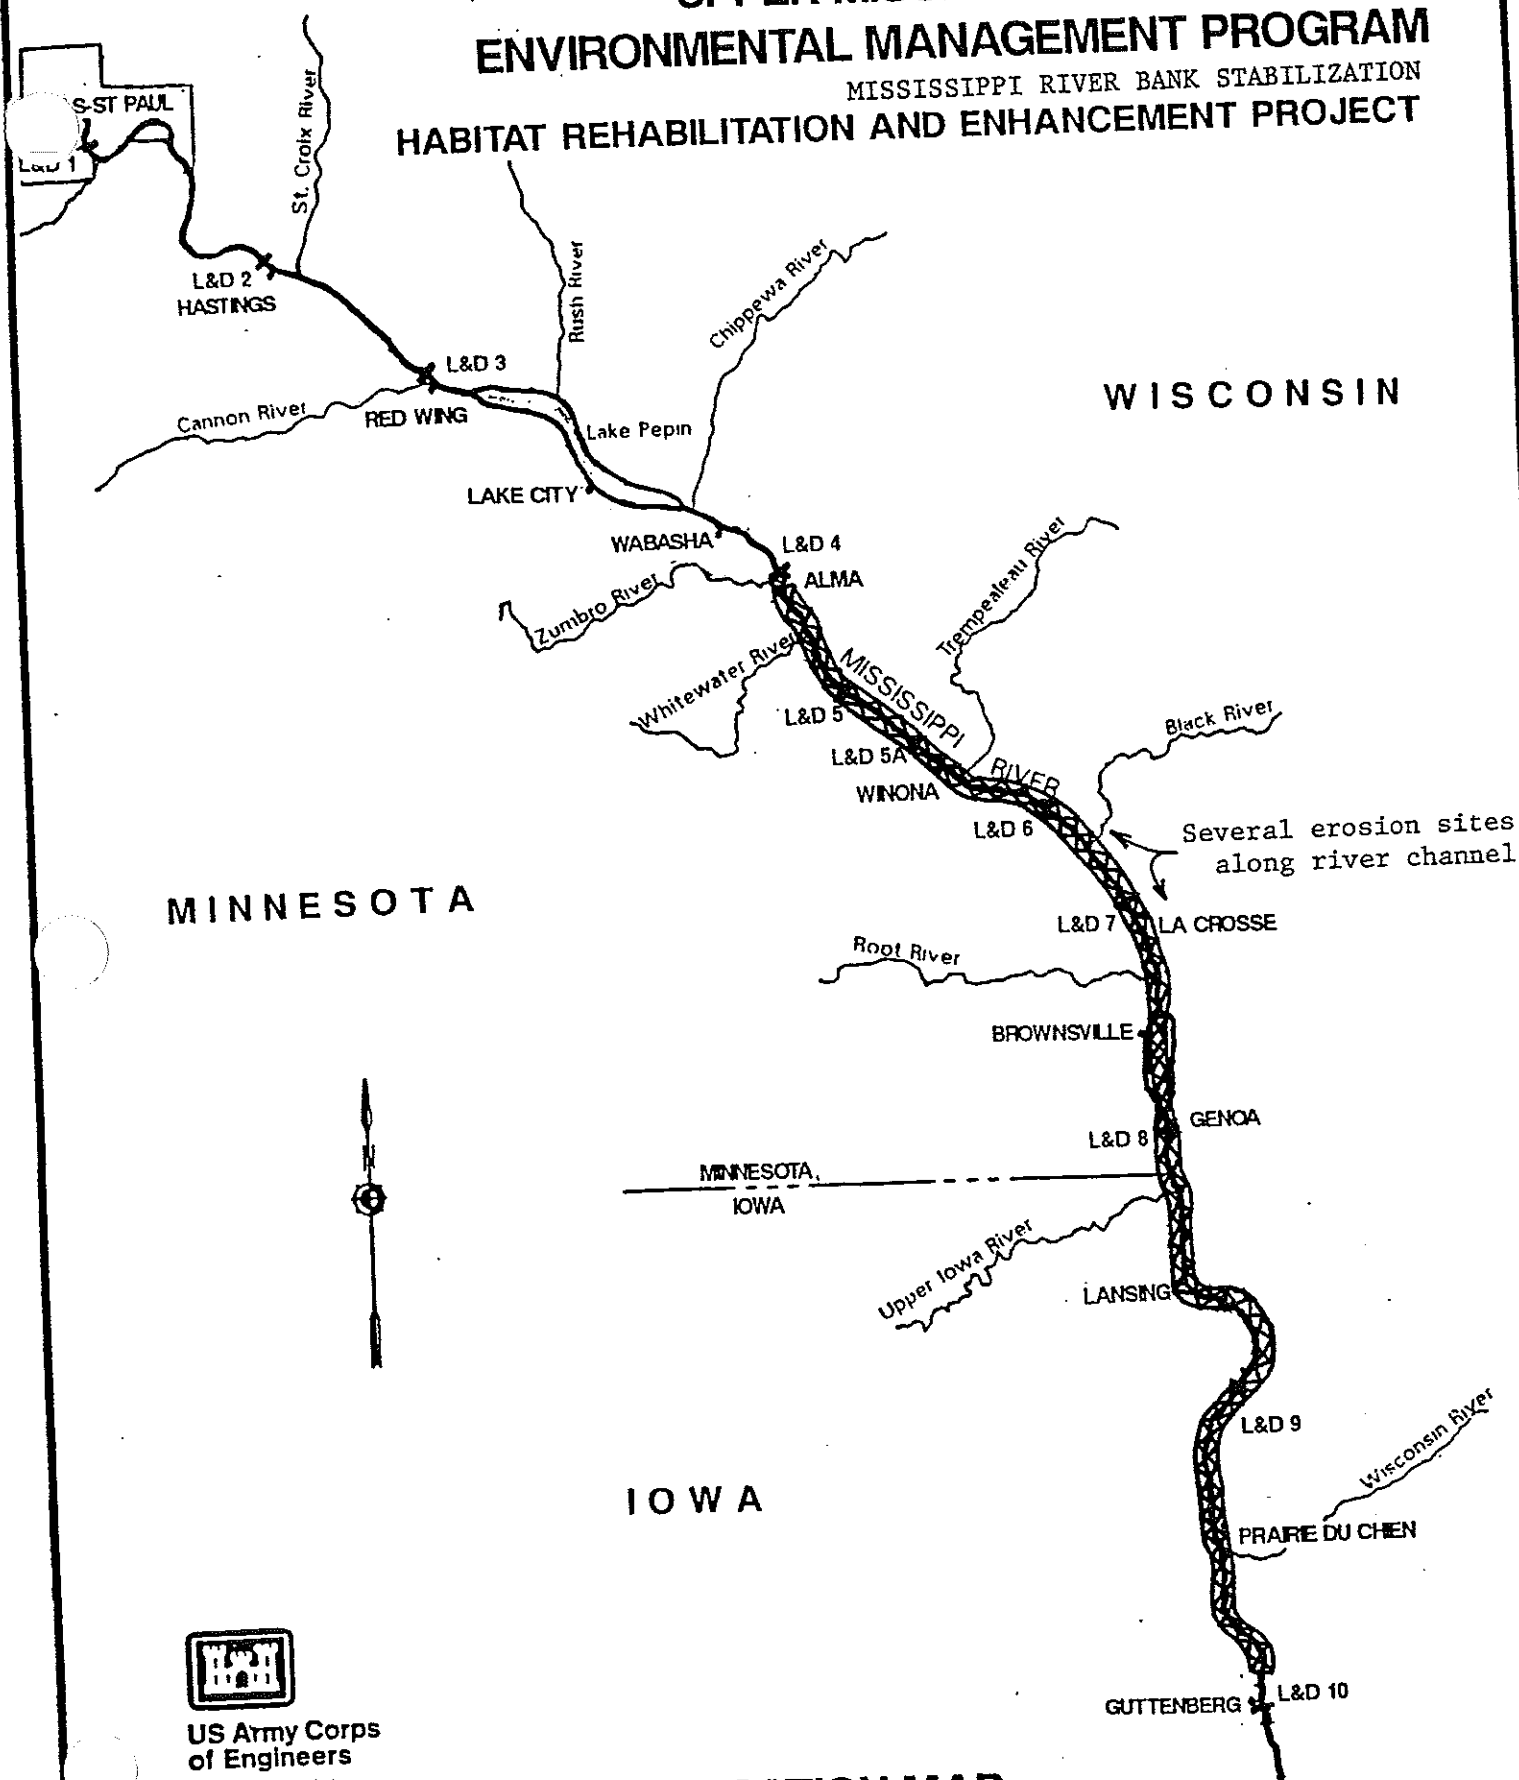 ENVIRONMENTAL MANAGEMENT PROGRAM
MISSISSIPPI RIVER BANK STABILIZATION
HABITAT REHABILITATION AND ENHANCEMENT PROJECT
S-ST PAUL
L&D 1
St. Croix River
L&D 2
HASTINGS
Rush River
Chippewa River
L&D 3
WISCONSIN
Cannon River
RED WING
Lake Pepin
LAKE CITY
WABASHA
L&D 4
ALMA
Zumbro River
Trempealeau River
Whitewater River
MISSISSIPPI RIVER
L&D 5
Black River
L&D 5A
WINONA
L&D 6
Several erosion sites
along river channel
MINNESOTA
L&D 7
LA CROSSE
Root River
BROWNSVILLE
GENOA
L&D 8
N
MINNESOTA
IOWA
Upper Iowa River
LANSING
L&D 9
Wisconsin River
IOWA
PRAIRIE DU CHIEN
L&D 10
GUTTENBERG
US Army Corps
of Engineers
MAP